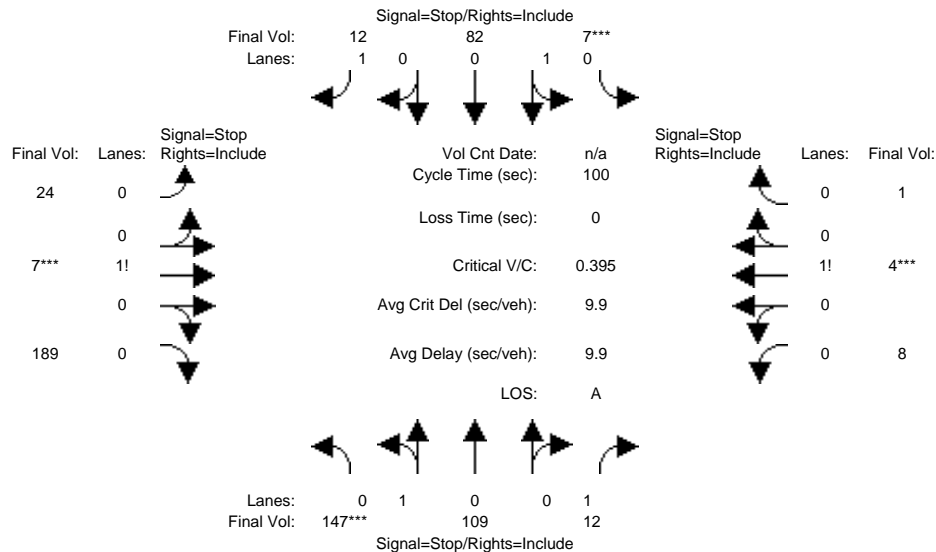 Signal=Stop/Rights=Include
Final Vol: 12 82 7***
Lanes: 1 0 0 1 0
Signal=Stop Signal=Stop
Final Vol: Lanes: Rights=Include Vol Cnt Date: n/a Rights=Include Lanes: Final Vol:
Cycle Time (sec): 100
24 0 0 1
Loss Time (sec): 0
0 0
7*** 1! Critical V/C: 0.395 1! 4***
0 Avg Crit Del (sec/veh): 9.9 0
189 0 Avg Delay (sec/veh): 9.9 0 8
LOS: A
Lanes: 0 1 0 0 1
Final Vol: 147*** 109 12
Signal=Stop/Rights=Include